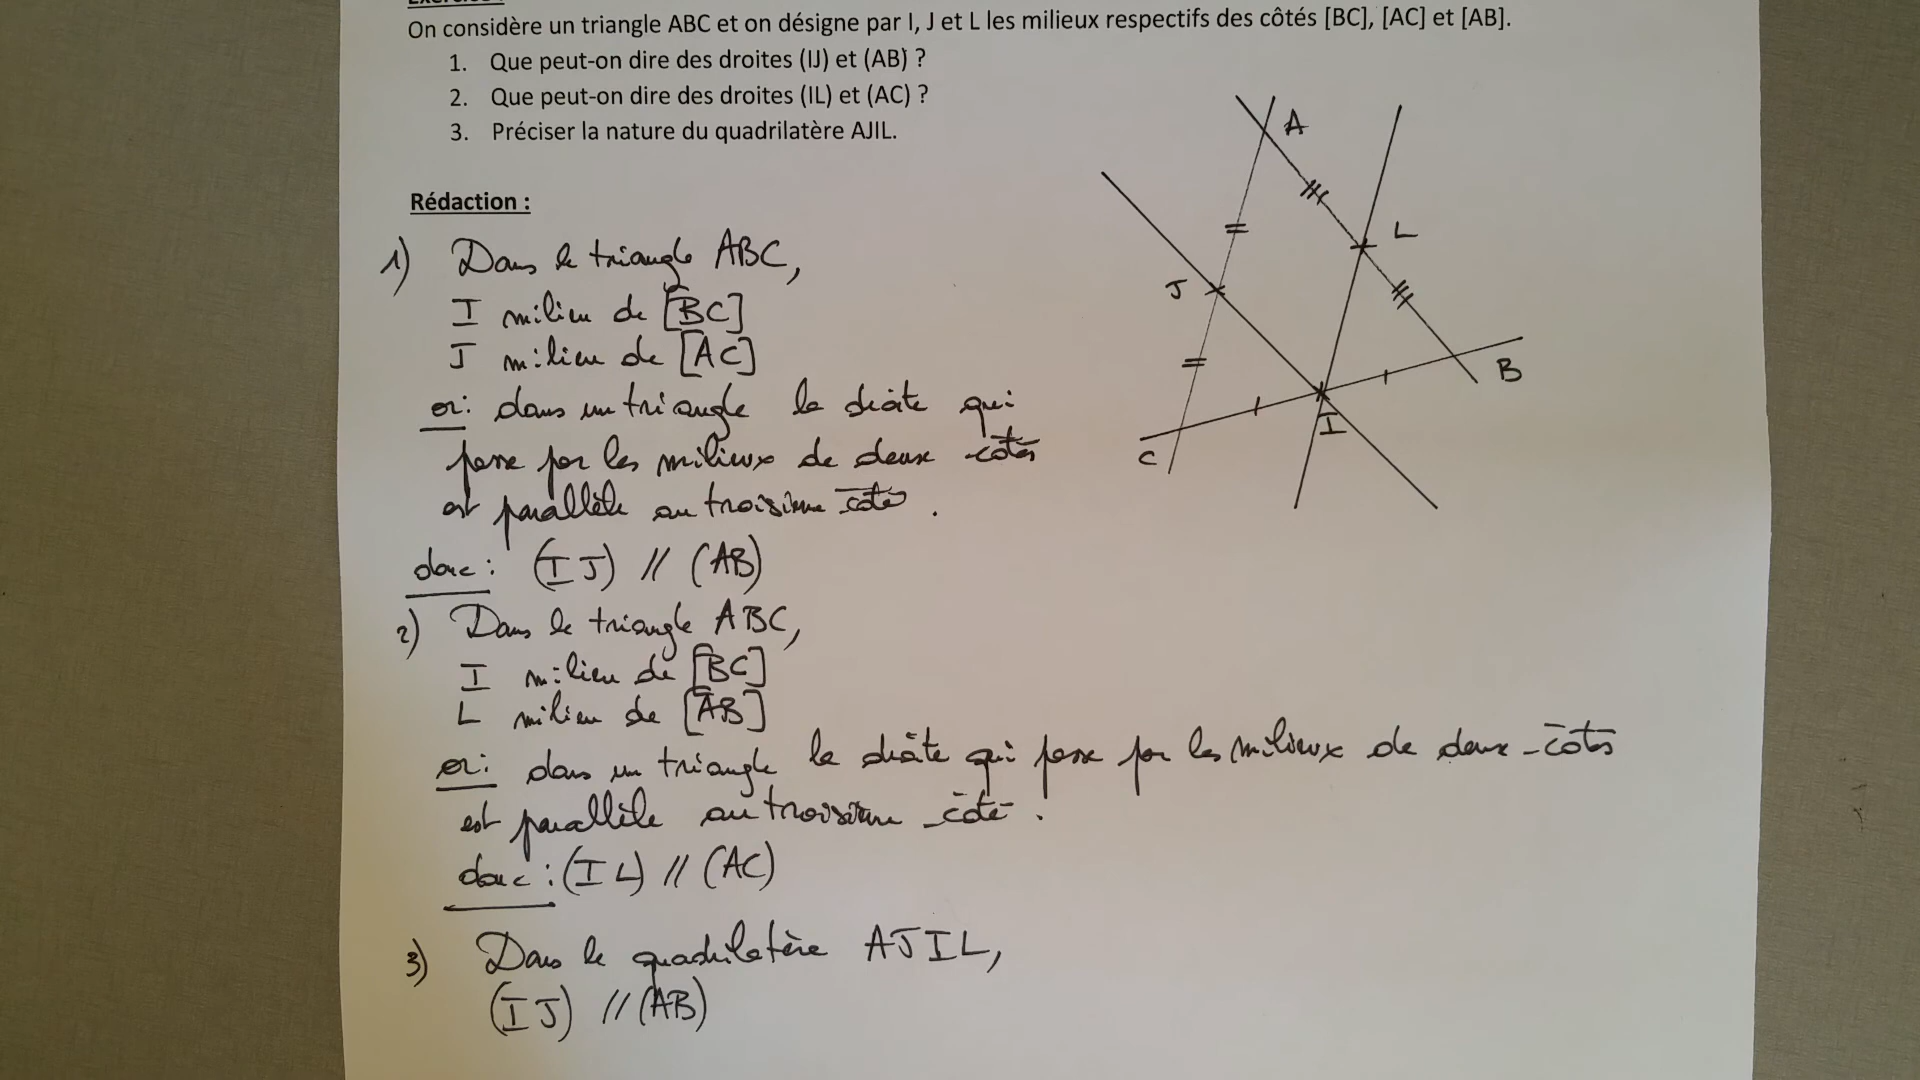 Exercice :
On considère un triangle ABC et on désigne par I, J et L les milieux respectifs des côtés [BC], [AC] et [AB].
1. Que peut-on dire des droites (IJ) et (AB) ?
2. Que peut-on dire des droites (IL) et (AC) ?
3. Préciser la nature du quadrilatère AJIL.
A
L
J
B
I
C
Rédaction :
1) Dans le triangle ABC,
I milieu de [BC]
J milieu de [AC]
or: dans un triangle la droite qui
passe par les milieux de deux côtés
est parallèle au troisième côté.
donc: (IJ) // (AB)
2) Dans le triangle ABC,
I milieu de [BC]
L milieu de [AB]
or: dans un triangle la droite qui passe par les milieux de deux côtés
est parallèle au troisième côté.
donc: (IL) // (AC)
3) Dans le quadrilatère AJIL,
(IJ) // (AB)